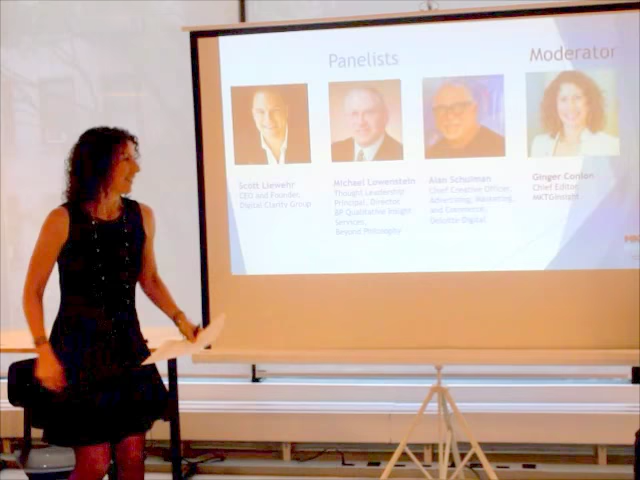 Panelists
Moderator
Scott Liewehr
CEO and Founder,
Digital Clarity Group
Michael Lowenstein
Thought Leadership
Principal, Director
BP Qualitative Insight
Services,
Beyond Philosophy
Alan Schulman
Chief Creative Officer,
Advertising, Marketing,
and Commerce,
Deloitte Digital
Ginger Conlon
Chief Editor
MKTGinsight